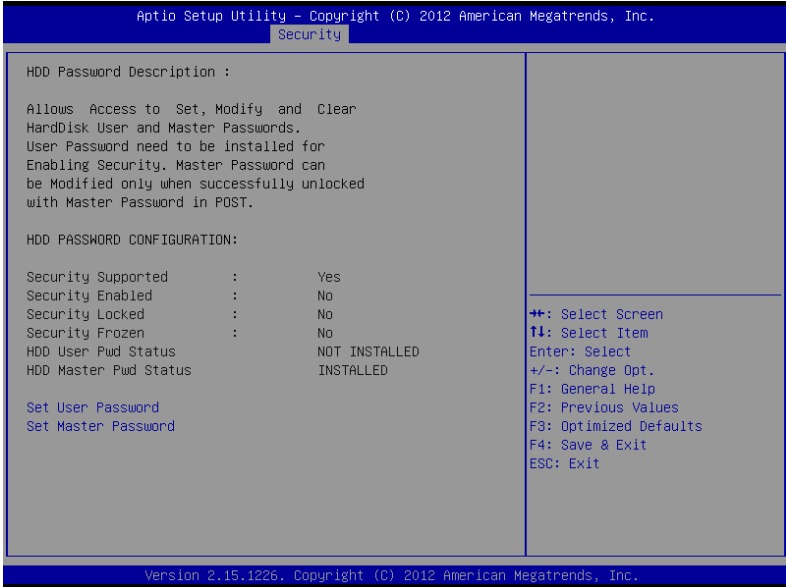 Aptio Setup Utility – Copyright (C) 2012 American Megatrends, Inc.
Security
HDD Password Description :
Allows Access to Set, Modify and Clear
HardDisk User and Master Passwords.
User Password need to be installed for
Enabling Security. Master Password can
be Modified only when successfully unlocked
with Master Password in POST.
HDD PASSWORD CONFIGURATION:
Security Supported : Yes
Security Enabled : No
Security Locked : No
Security Frozen : No
HDD User Pwd Status NOT INSTALLED
HDD Master Pwd Status INSTALLED
Set User Password
Set Master Password
→←: Select Screen
↑↓: Select Item
Enter: Select
+/-: Change Opt.
F1: General Help
F2: Previous Values
F3: Optimized Defaults
F4: Save & Exit
ESC: Exit
Version 2.15.1226. Copyright (C) 2012 American Megatrends, Inc.